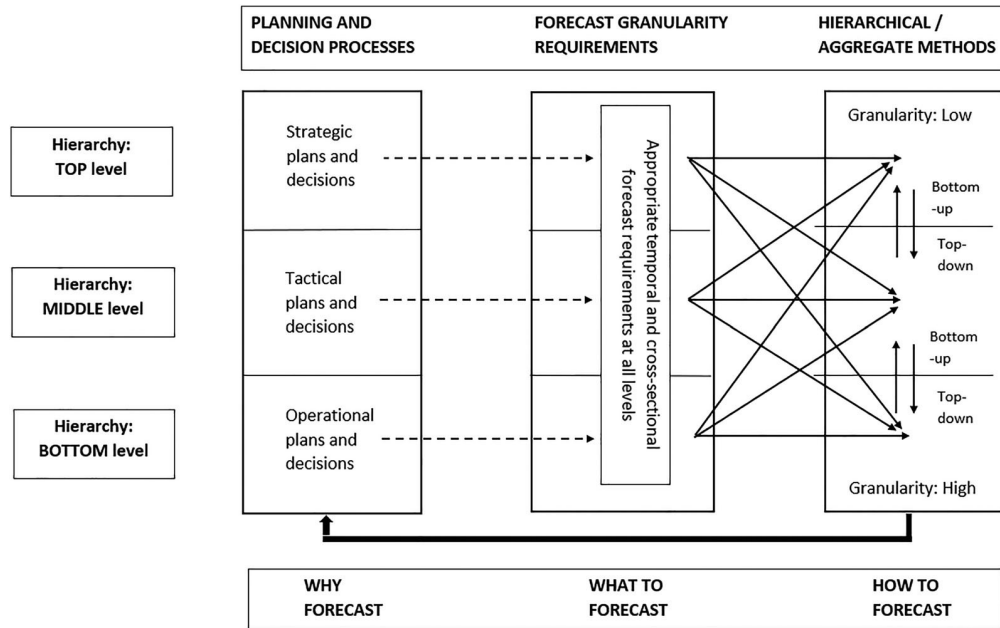 PLANNING AND
DECISION PROCESSES
FORECAST GRANULARITY
REQUIREMENTS
HIERARCHICAL /
AGGREGATE METHODS
Hierarchy:
TOP level
Strategic
plans and
decisions
Hierarchy:
MIDDLE level
Tactical
plans and
decisions
Hierarchy:
BOTTOM level
Operational
plans and
decisions
Appropriate temporal and cross-sectional
forecast requirements at all levels
Granularity: Low
Bottom
-up
Top-
down
Bottom
-up
Top-
down
Granularity: High
WHY
FORECAST
WHAT TO
FORECAST
HOW TO
FORECAST